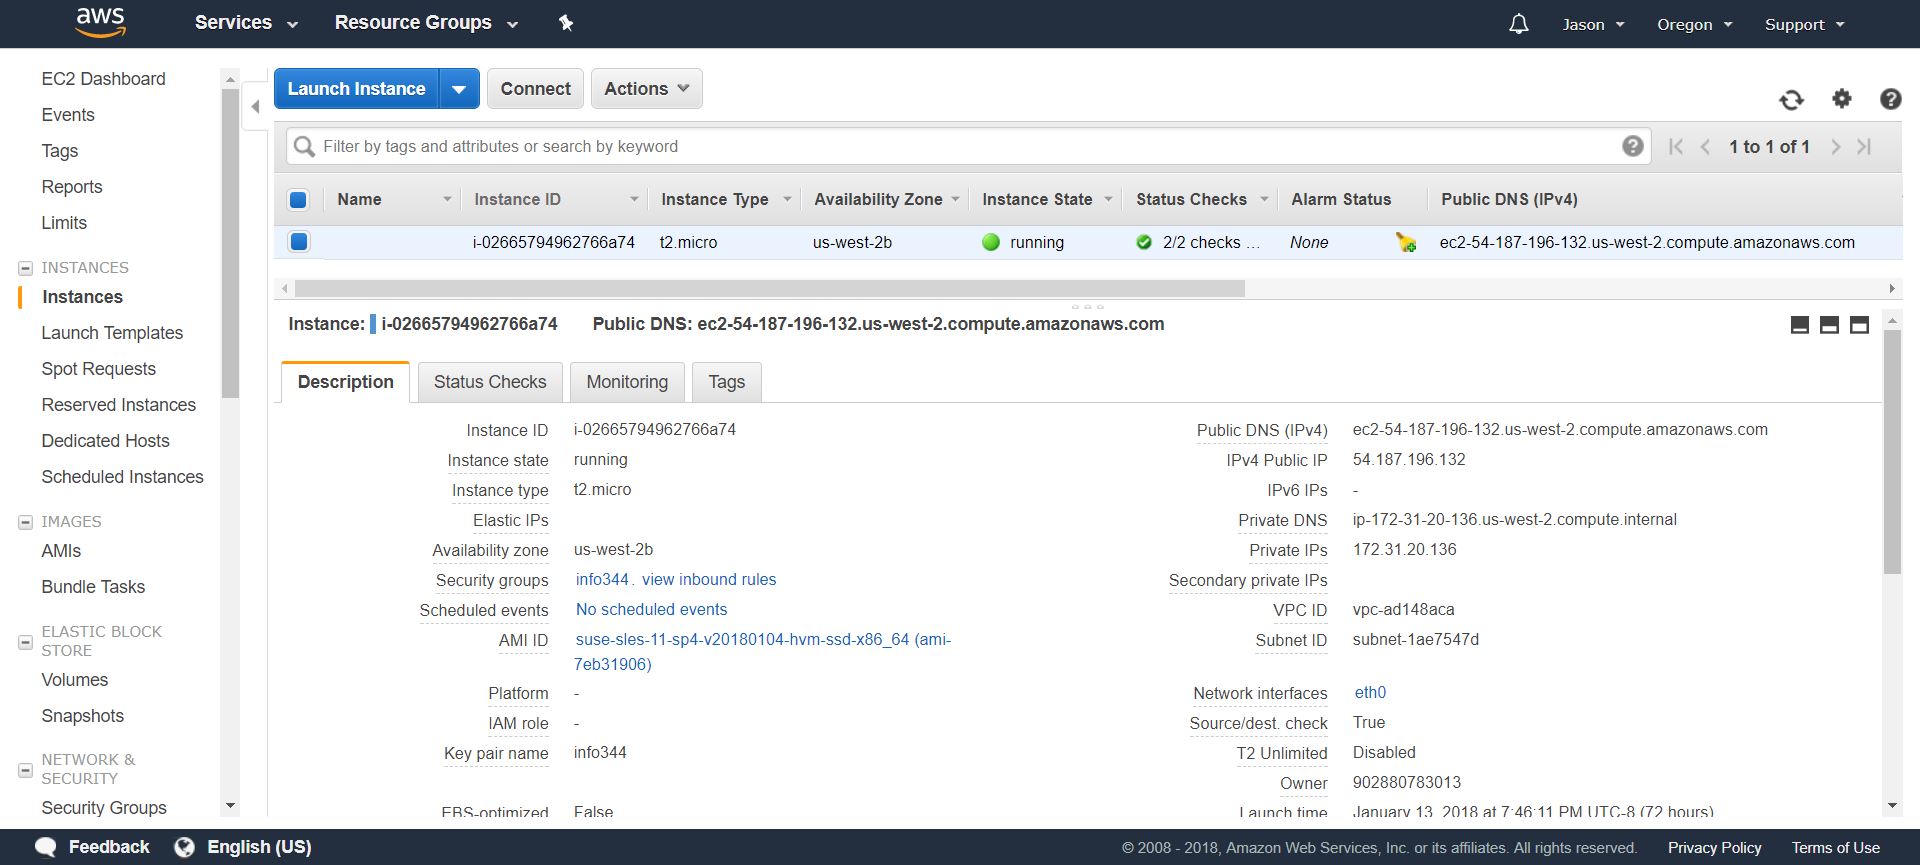 aws Services Resource Groups Jason Oregon Support
EC2 Dashboard
Events
Tags
Reports
Limits
INSTANCES
Instances
Launch Templates
Spot Requests
Reserved Instances
Dedicated Hosts
Scheduled Instances
IMAGES
AMIs
Bundle Tasks
ELASTIC BLOCK
STORE
Volumes
Snapshots
NETWORK &
SECURITY
Security Groups
Launch Instance Connect Actions
Filter by tags and attributes or search by keyword 1 to 1 of 1
Name Instance ID Instance Type Availability Zone Instance State Status Checks Alarm Status Public DNS (IPv4)
i-02665794962766a74 t2.micro us-west-2b running 2/2 checks ... None ec2-54-187-196-132.us-west-2.compute.amazonaws.com
Instance: i-02665794962766a74 Public DNS: ec2-54-187-196-132.us-west-2.compute.amazonaws.com
Description Status Checks Monitoring Tags
Instance ID i-02665794962766a74
Instance state running
Instance type t2.micro
Elastic IPs
Availability zone us-west-2b
Security groups info344. view inbound rules
Scheduled events No scheduled events
AMI ID suse-sles-11-sp4-v20180104-hvm-ssd-x86_64 (ami-
7eb31906)
Platform -
IAM role -
Key pair name info344
EBS-optimized False
Public DNS (IPv4) ec2-54-187-196-132.us-west-2.compute.amazonaws.com
IPv4 Public IP 54.187.196.132
IPv6 IPs -
Private DNS ip-172-31-20-136.us-west-2.compute.internal
Private IPs 172.31.20.136
Secondary private IPs
VPC ID vpc-ad148aca
Subnet ID subnet-1ae7547d
Network interfaces eth0
Source/dest. check True
T2 Unlimited Disabled
Owner 902880783013
Launch time January 13, 2018 at 7:46:11 PM UTC-8 (72 hours)
Feedback English (US) © 2008 - 2018, Amazon Web Services, Inc. or its affiliates. All rights reserved. Privacy Policy Terms of Use